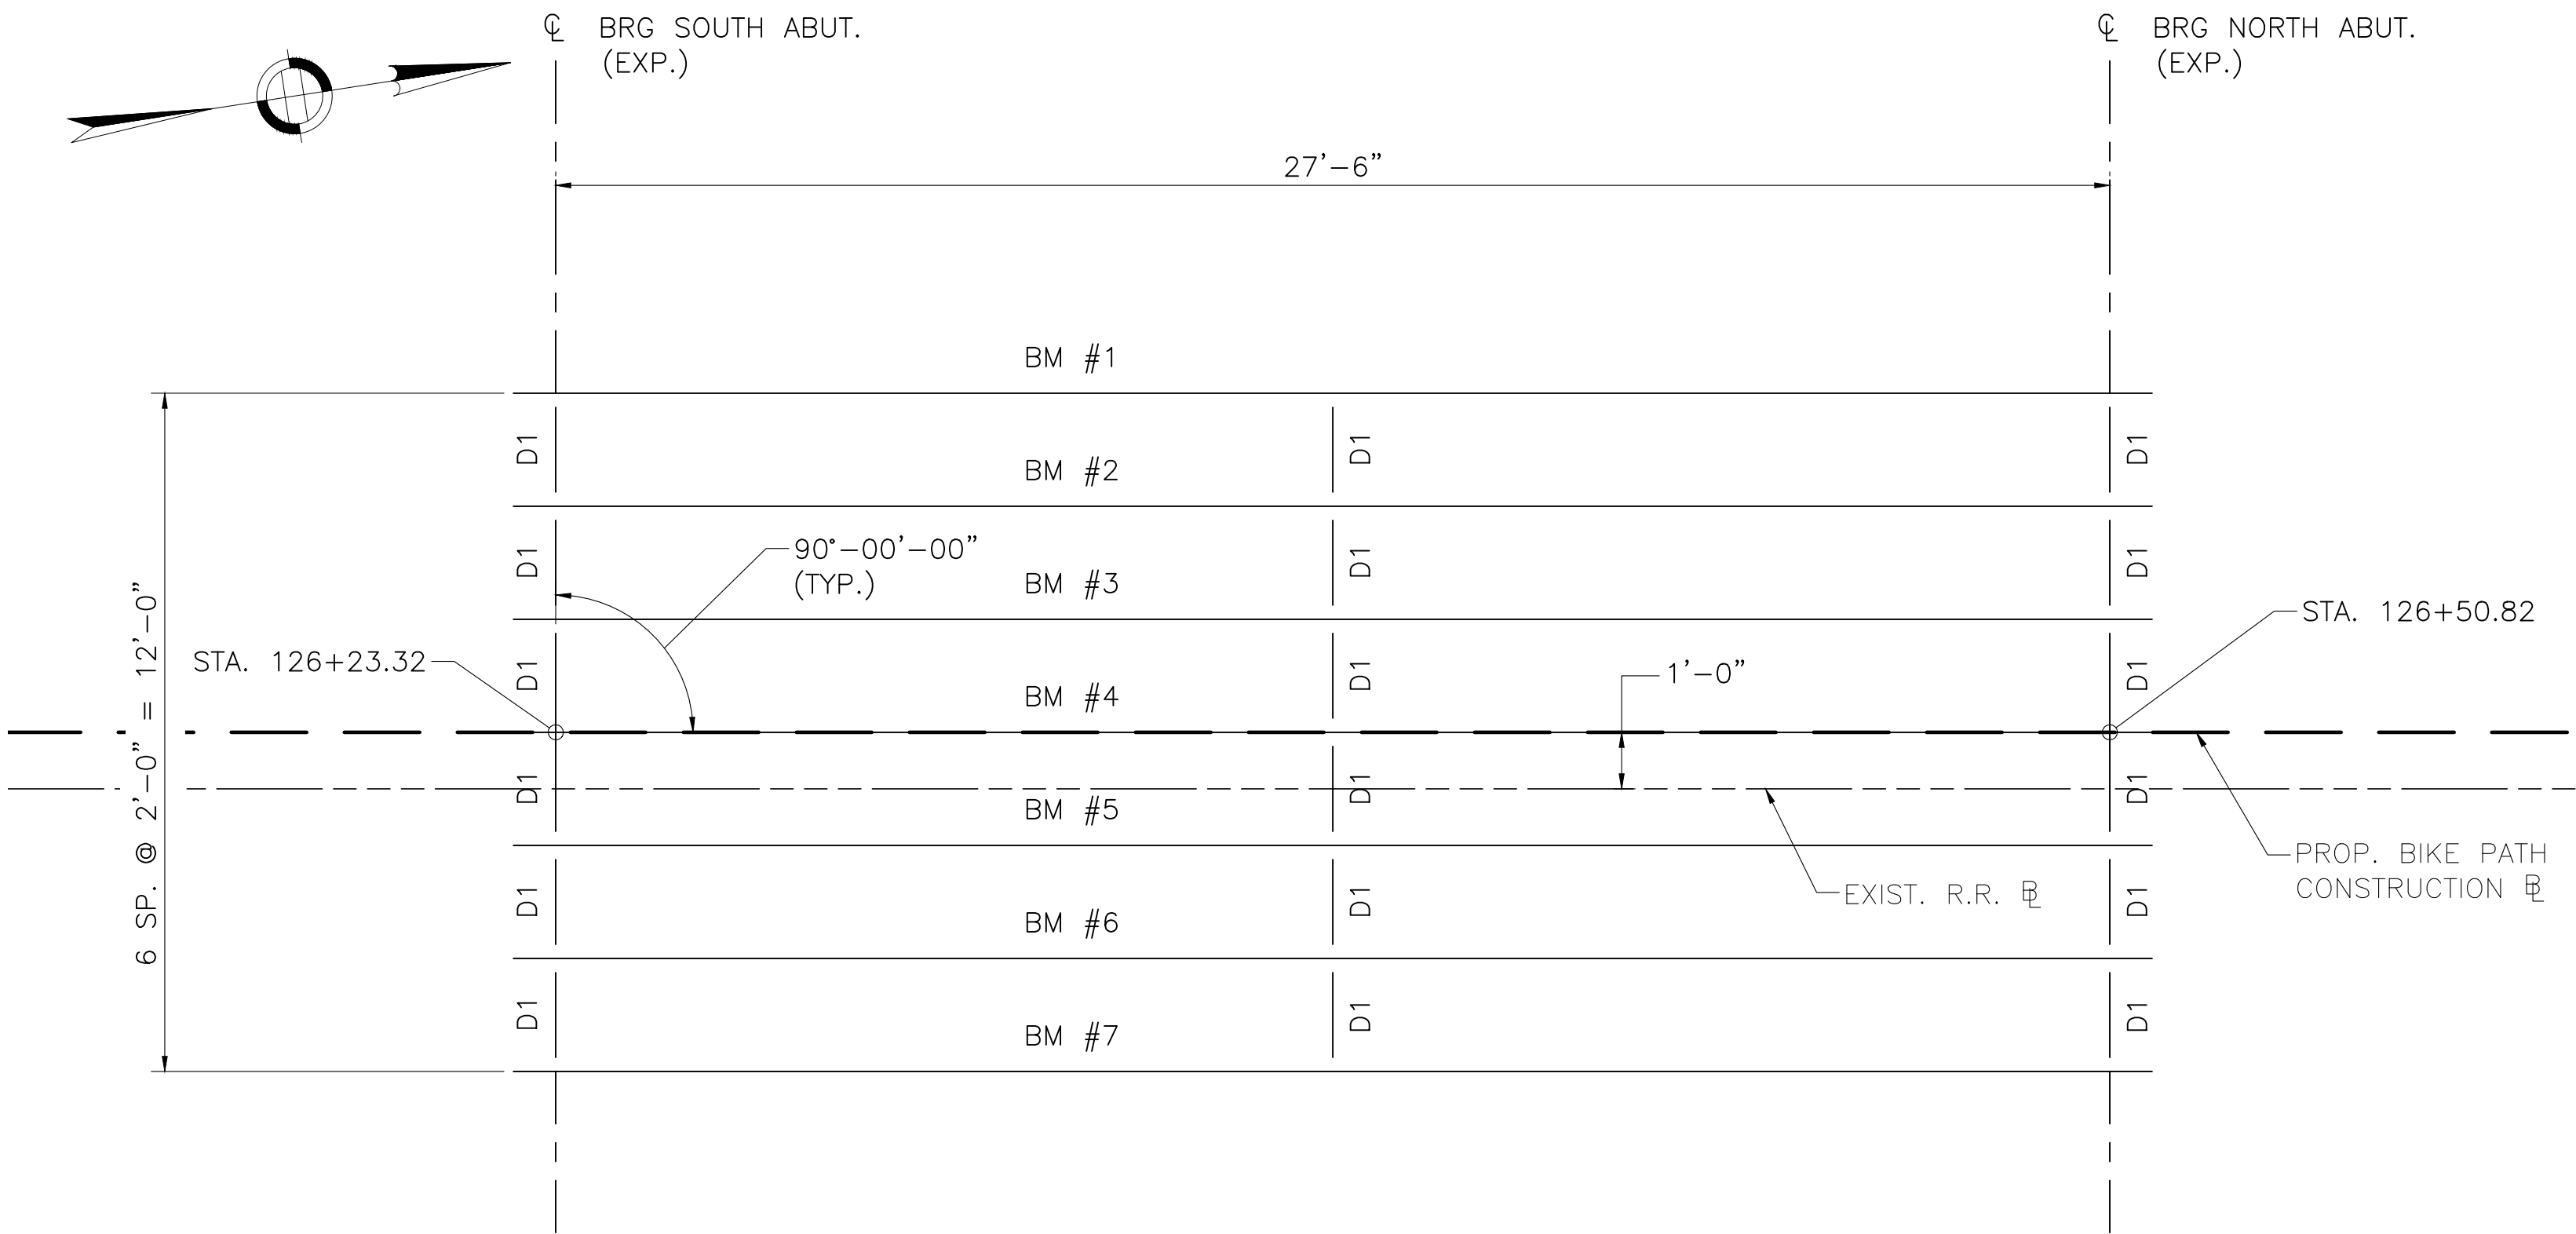 ℄ BRG SOUTH ABUT.
(EXP.)
℄ BRG NORTH ABUT.
(EXP.)
27'-6"
BM #1
D1
D1
D1
BM #2
90°-00'-00"
(TYP.)
D1
BM #3
D1
D1
STA. 126+50.82
STA. 126+23.32
D1
BM #4
D1
1'-0"
D1
6 SP. @ 2'-0" = 12'-0"
D1
BM #5
D1
D1
PROP. BIKE PATH
CONSTRUCTION BL
EXIST. R.R. BL
D1
BM #6
D1
D1
D1
BM #7
D1
D1